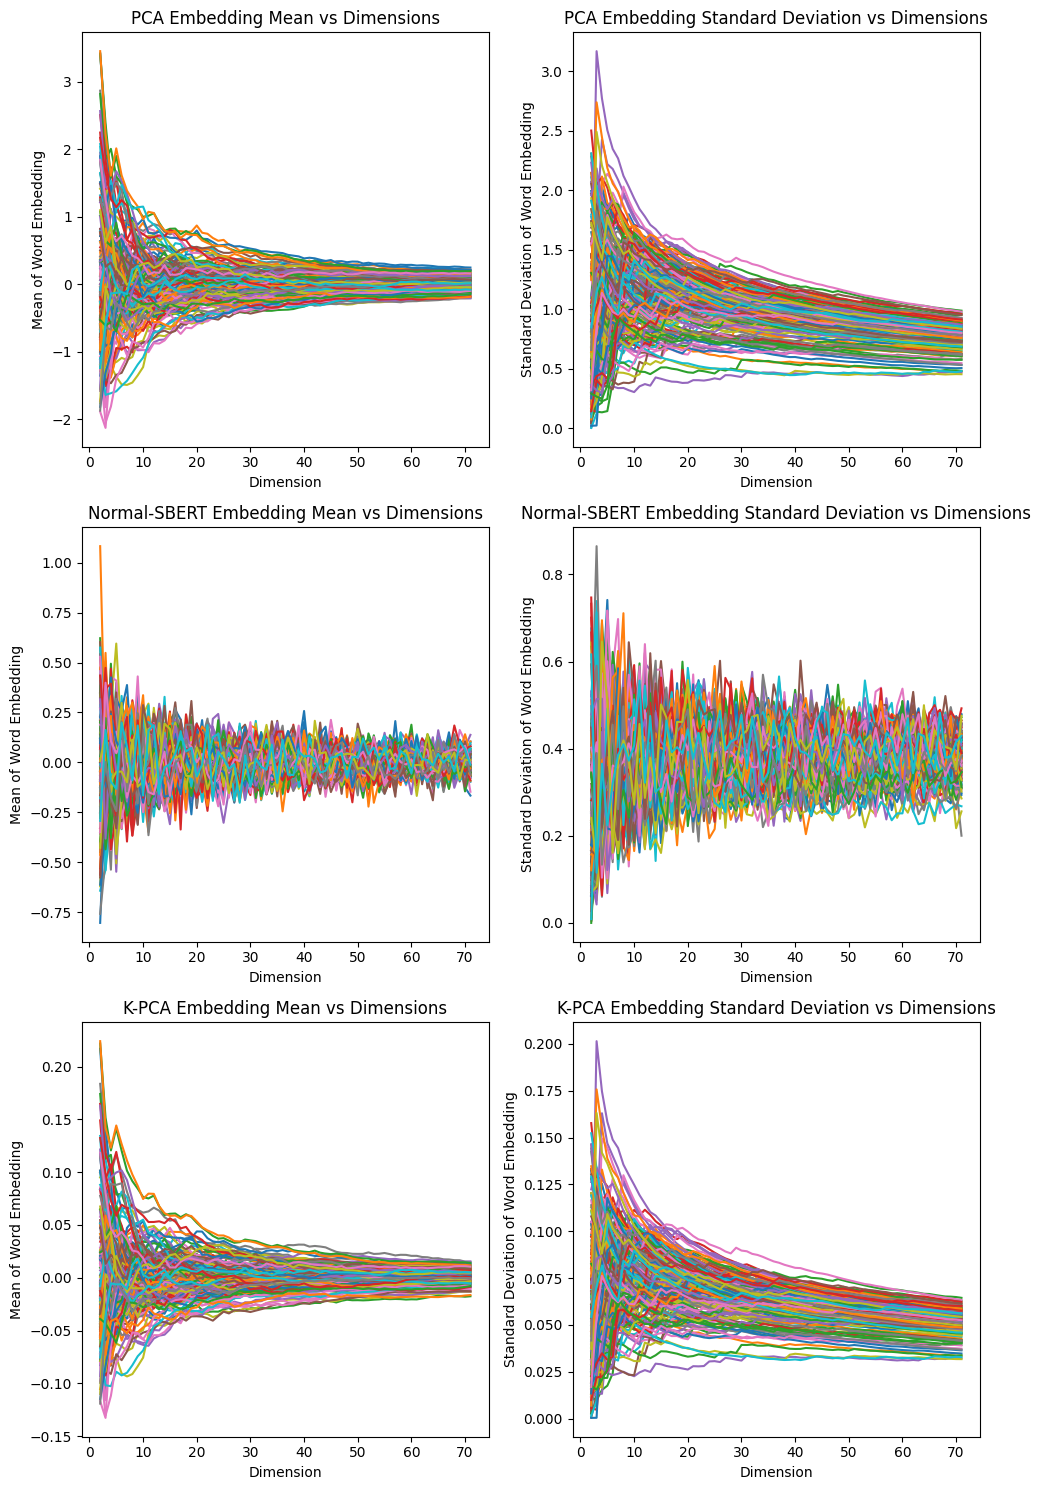 PCA Embedding Mean vs Dimensions
Mean of Word Embedding
3
2
1
0
−1
−2
0 10 20 30 40 50 60 70
Dimension
PCA Embedding Standard Deviation vs Dimensions
Standard Deviation of Word Embedding
3.0
2.5
2.0
1.5
1.0
0.5
0.0
0 10 20 30 40 50 60 70
Dimension
Normal-SBERT Embedding Mean vs Dimensions
Mean of Word Embedding
1.00
0.75
0.50
0.25
0.00
−0.25
−0.50
−0.75
0 10 20 30 40 50 60 70
Dimension
Normal-SBERT Embedding Standard Deviation vs Dimensions
Standard Deviation of Word Embedding
0.8
0.6
0.4
0.2
0.0
0 10 20 30 40 50 60 70
Dimension
K-PCA Embedding Mean vs Dimensions
Mean of Word Embedding
0.20
0.15
0.10
0.05
0.00
−0.05
−0.10
−0.15
0 10 20 30 40 50 60 70
Dimension
K-PCA Embedding Standard Deviation vs Dimensions
Standard Deviation of Word Embedding
0.200
0.175
0.150
0.125
0.100
0.075
0.050
0.025
0.000
0 10 20 30 40 50 60 70
Dimension